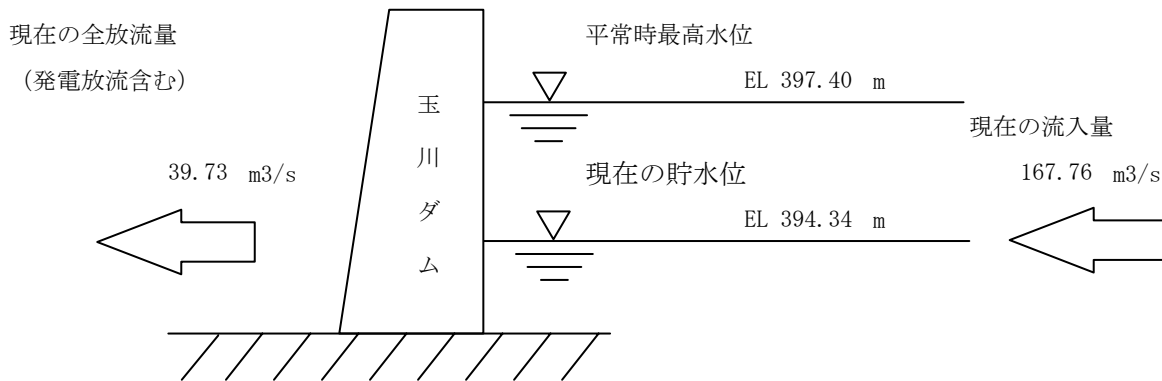 現在の全放流量
（発電放流含む）
39.73 m3/s
玉川ダム
平常時最高水位
EL 397.40 m
現在の貯水位
EL 394.34 m
現在の流入量
167.76 m3/s